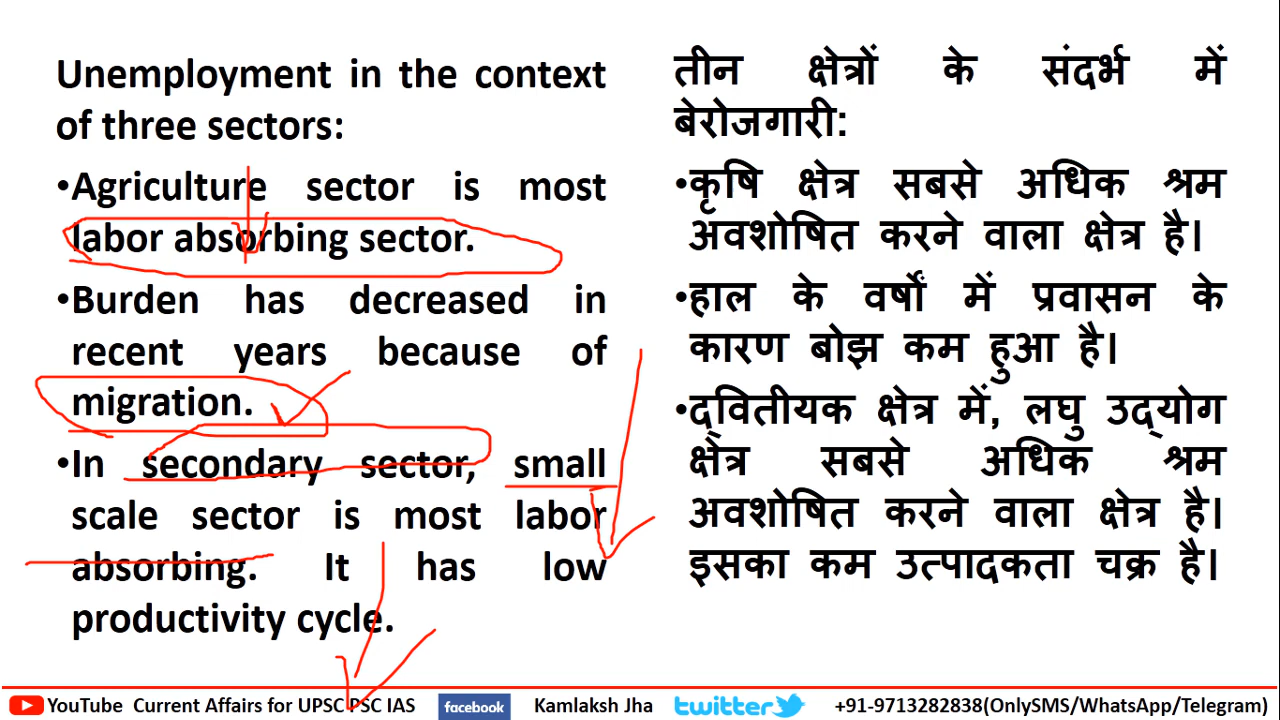 Unemployment in the context
of three sectors:
•Agriculture sector is most
labor absorbing sector.
•Burden has decreased in
recent years because of
migration.
•In secondary sector, small
scale sector is most labor
absorbing. It has low
productivity cycle.
तीन क्षेत्रों के संदर्भ में
बेरोजगारी:
•कृषि क्षेत्र सबसे अधिक श्रम
अवशोषित करने वाला क्षेत्र है।
•हाल के वर्षों में प्रवासन के
कारण बोझ कम हुआ है।
•द्वितीयक क्षेत्र में, लघु उद्योग
क्षेत्र सबसे अधिक श्रम
अवशोषित करने वाला क्षेत्र है।
इसका कम उत्पादकता चक्र है।
YouTube Current Affairs for UPSC PSC IAS facebook Kamlaksh Jha twitter +91-9713282838(OnlySMS/WhatsApp/Telegram)